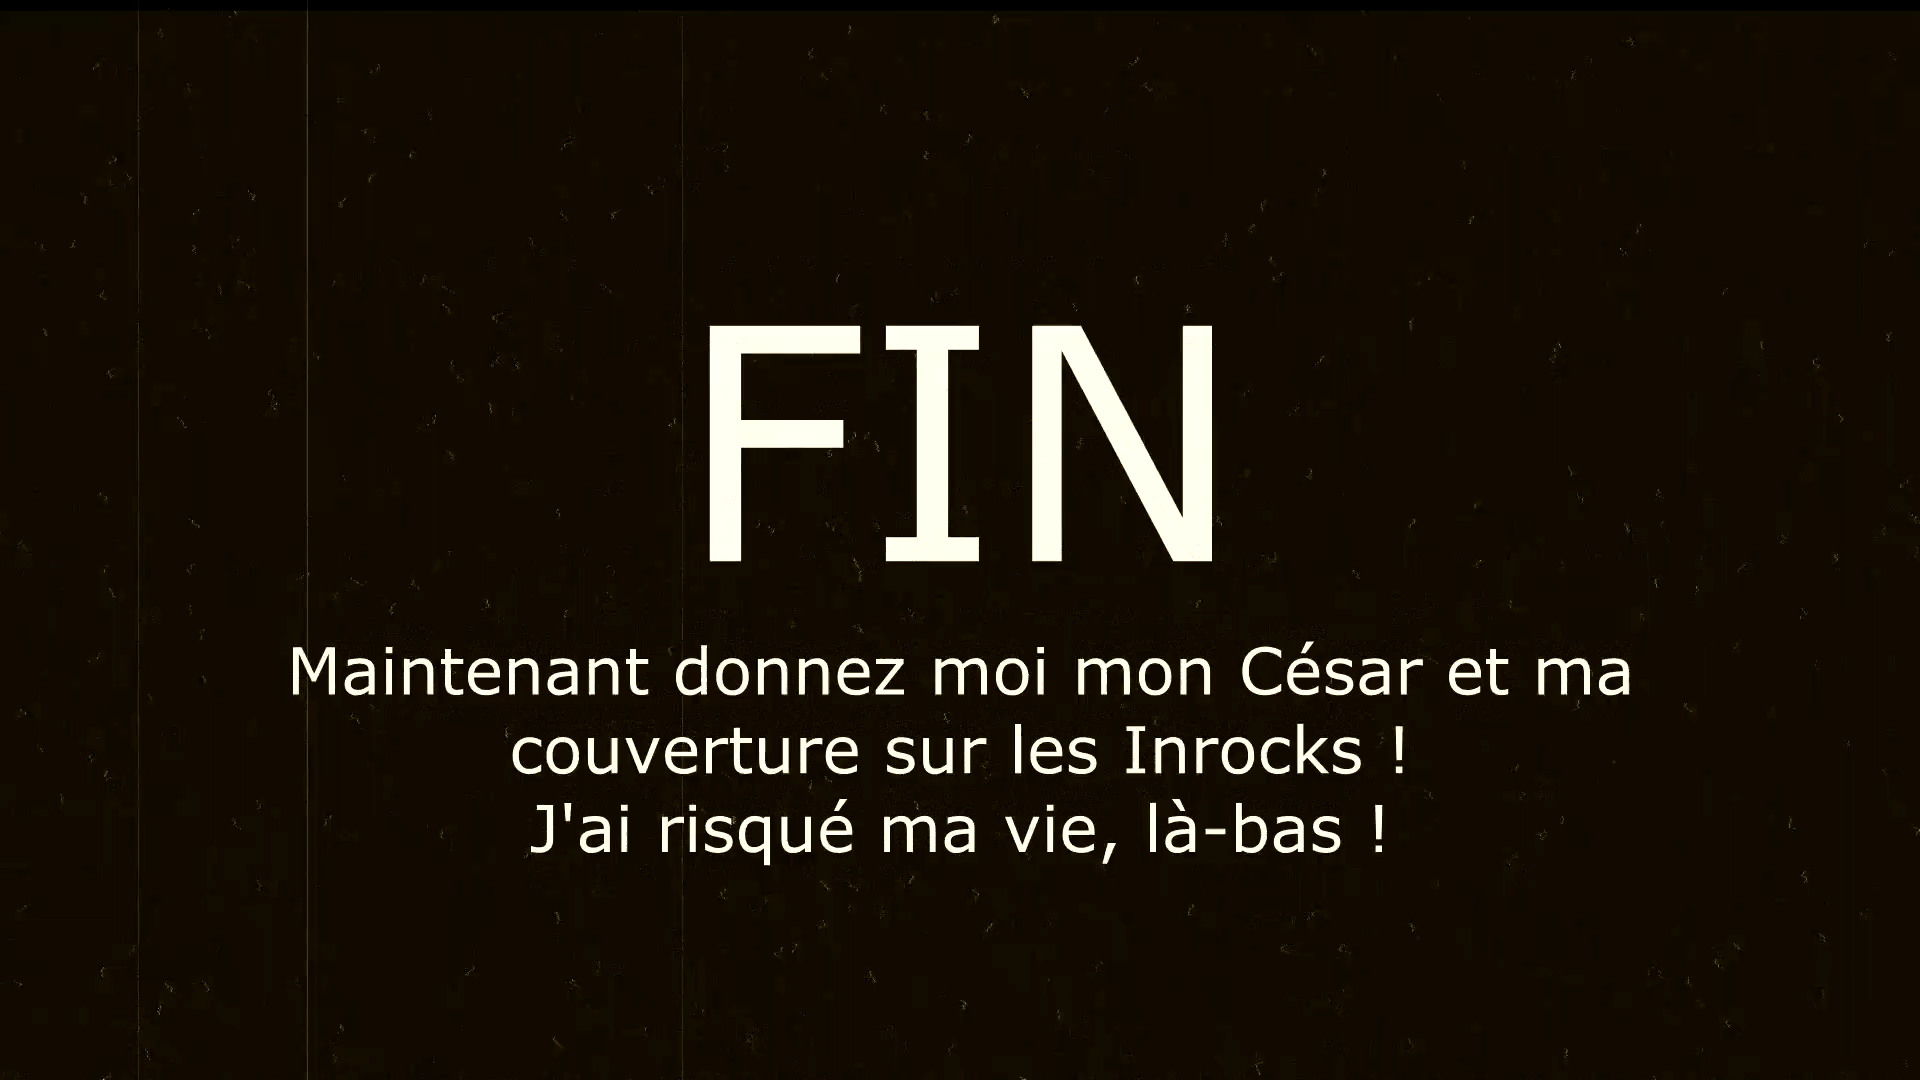 FIN
Maintenant donnez moi mon César et ma
couverture sur les Inrocks !
J'ai risqué ma vie, là-bas !